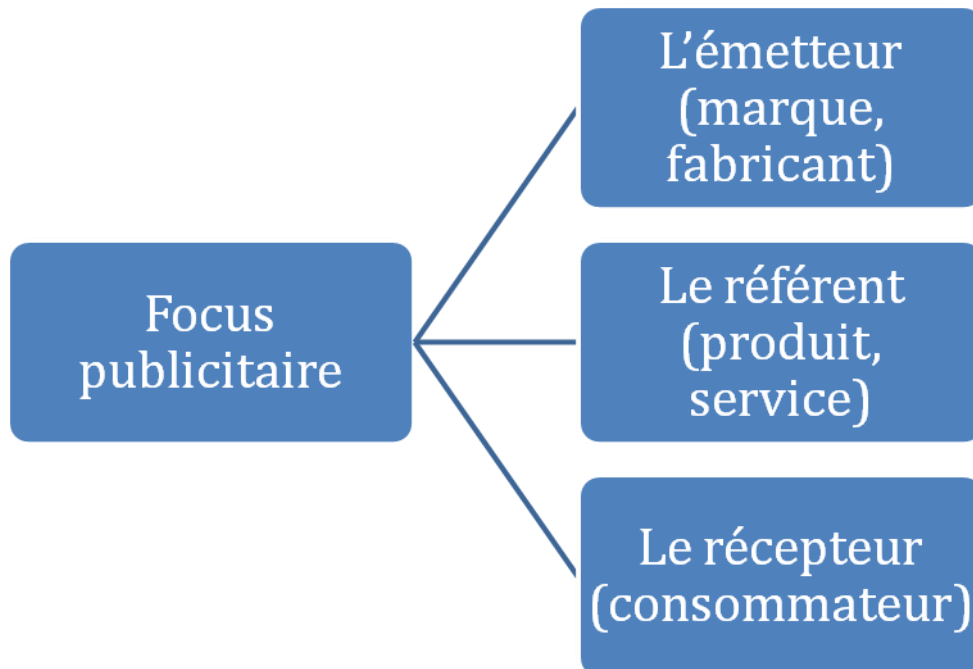 L’émetteur
(marque,
fabricant)
Focus
publicitaire
Le référent
(produit,
service)
Le récepteur
(consommateur)